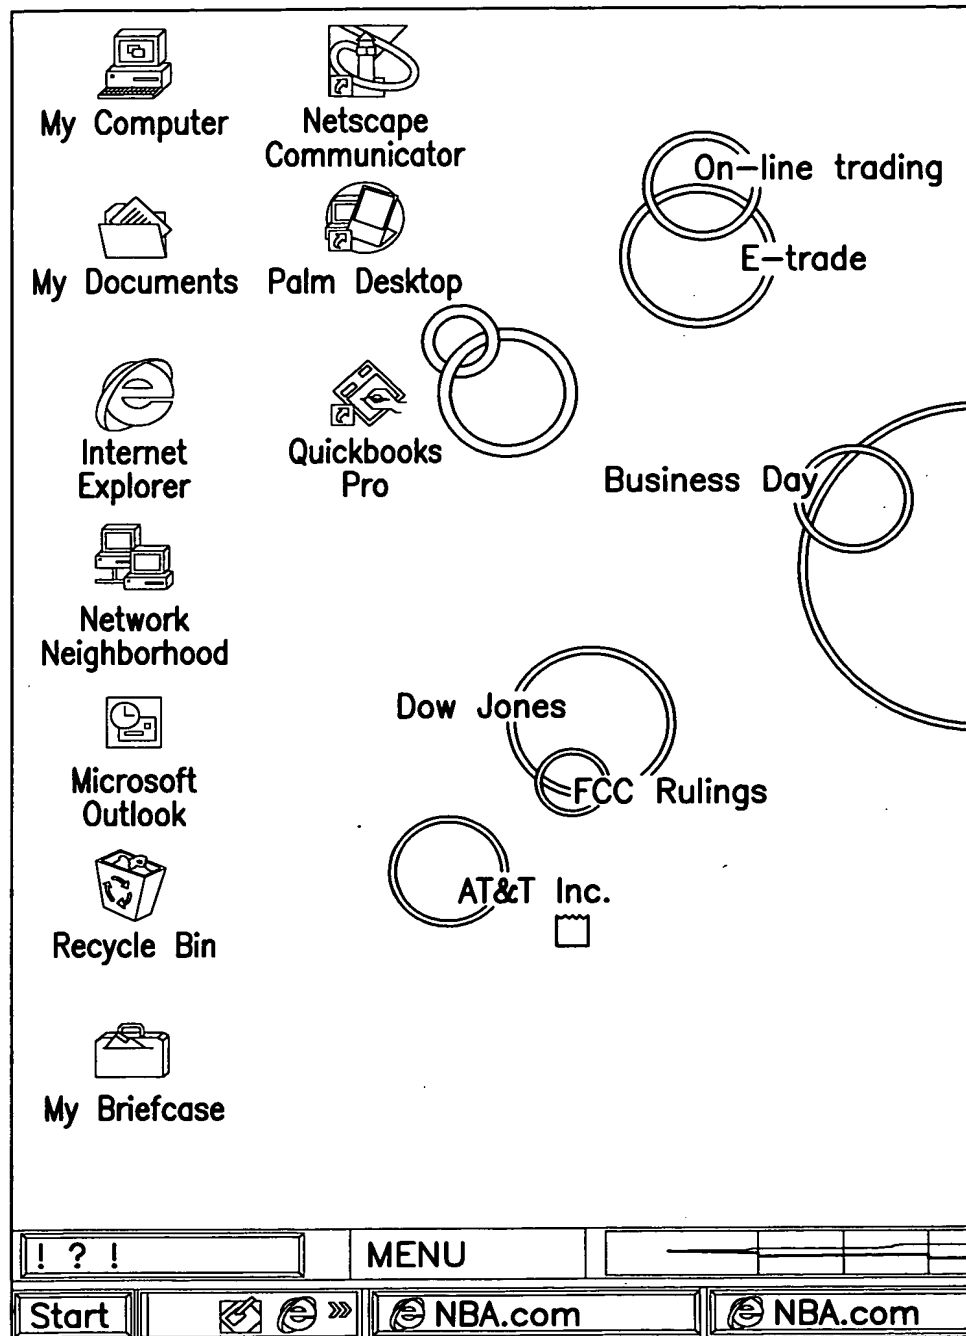 My Computer
Netscape
Communicator
My Documents
Palm Desktop
Internet
Explorer
Quickbooks
Pro
Network
Neighborhood
Microsoft
Outlook
Recycle Bin
My Briefcase
On-line trading
E-trade
Business Day
Dow Jones
FCC Rulings
AT&T Inc.
! ? !
MENU
Start
»
NBA.com
NBA.com